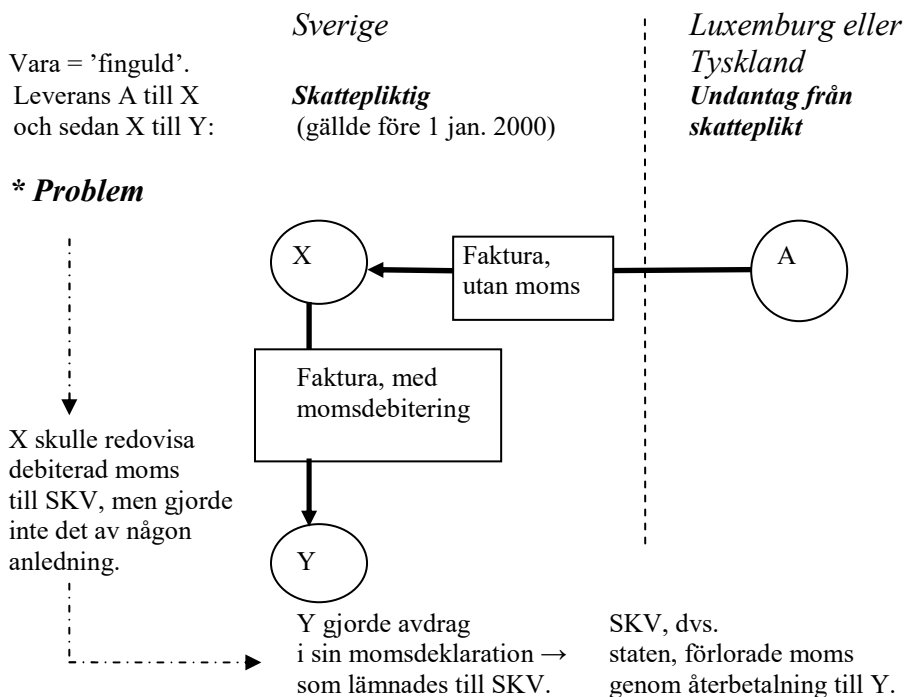 Sverige
Luxemburg eller
Tyskland
Vara = ’finguld’.
Leverans A till X
och sedan X till Y:
Skattepliktig
(gällde före 1 jan. 2000)
Undantag från
skatteplikt
* Problem
X
Faktura,
utan moms
A
Faktura, med
momsdebitering
X skulle redovisa
debiterad moms
till SKV, men gjorde
inte det av någon
anledning.
Y
Y gjorde avdrag
i sin momsdeklaration →
som lämnades till SKV.
SKV, dvs.
staten, förlorade moms
genom återbetalning till Y.